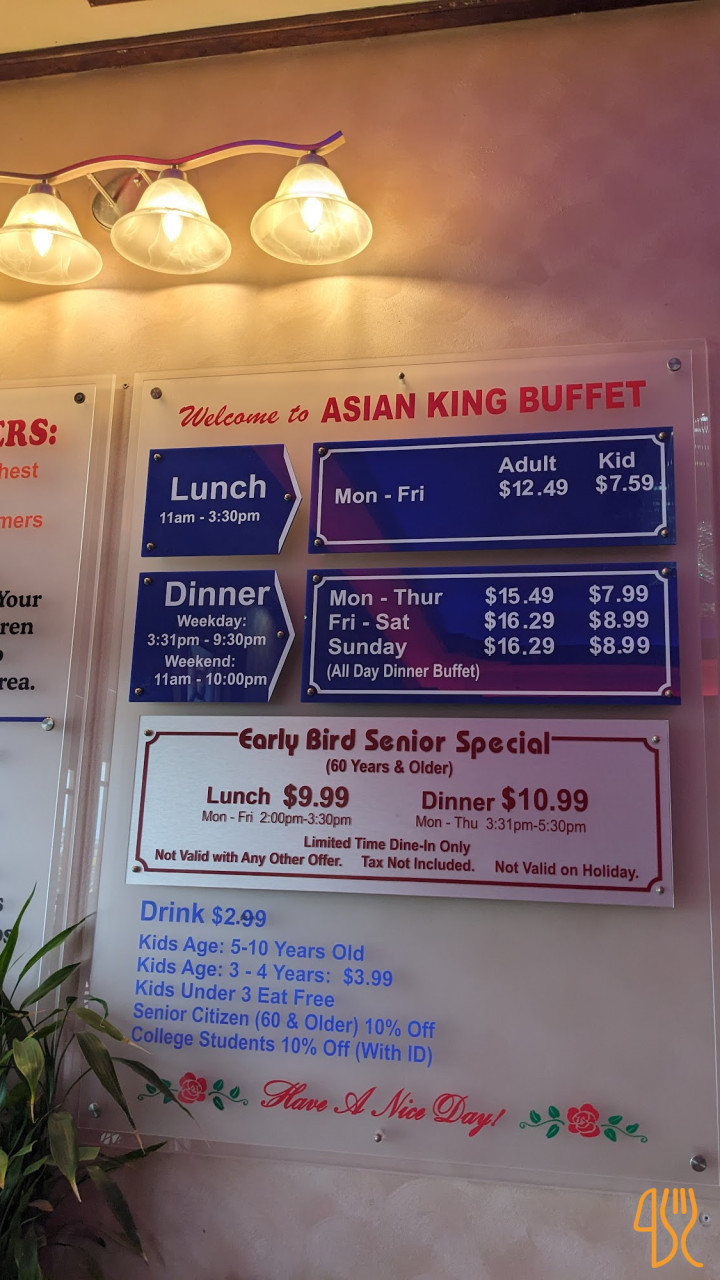 ERS:
hest
mers
Your
ren
rea.
Welcome to ASIAN KING BUFFET
Lunch
11am - 3:30pm
Adult Kid
Mon - Fri $12.49 $7.59
Dinner
Weekday:
3:31pm - 9:30pm
Weekend:
11am - 10:00pm
Mon - Thur $15.49 $7.99
Fri - Sat $16.29 $8.99
Sunday $16.29 $8.99
(All Day Dinner Buffet)
Early Bird Senior Special
(60 Years & Older)
Lunch $9.99 Dinner $10.99
Mon - Fri 2:00pm-3:30pm Mon - Thu 3:31pm-5:30pm
Limited Time Dine-In Only
Not Valid with Any Other Offer. Tax Not Included. Not Valid on Holiday.
Drink $2.99
Kids Age: 5-10 Years Old
Kids Age: 3 - 4 Years: $3.99
Kids Under 3 Eat Free
Senior Citizen (60 & Older) 10% Off
College Students 10% Off (With ID)
Have A Nice Day!